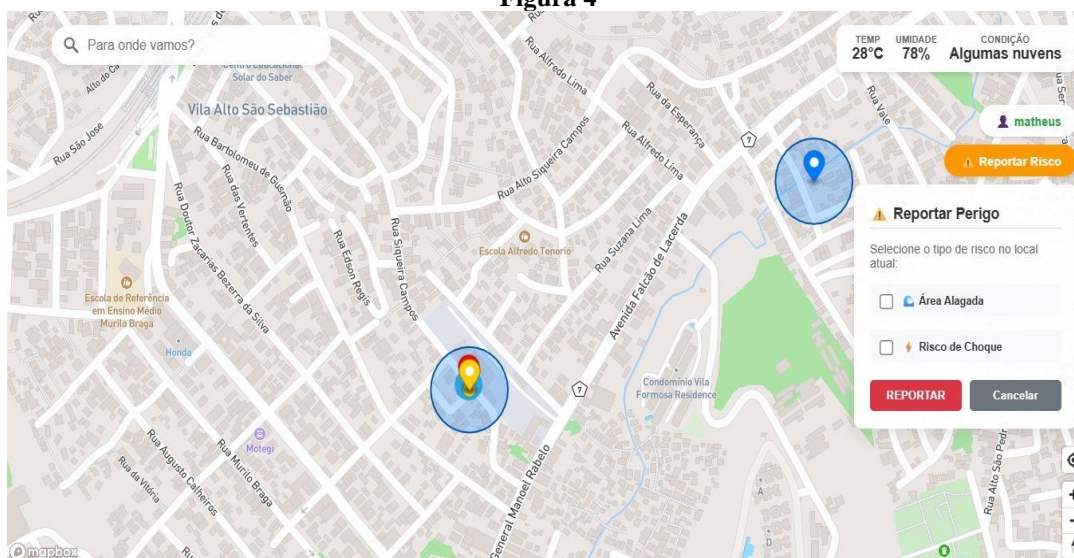 Figura 4
Para onde vamos?
TEMP
28°C
UMIDADE
78%
CONDIÇÃO
Algumas nuvens
matheus
Reportar Risco
Reportar Perigo
Selecione o tipo de risco no local
atual:
Área Alagada
Risco de Choque
REPORTAR
Cancelar
Alto do
Solar do Saber
Vila Alto São Sebastião
Rua São Jose
Rua Bartolomeu de Gusmão
Rua das Vertentes
Rua Doutor Zacarias Bezerra da Silva
Rua Edson Regis
Rua Siqueira Campos
Rua Alto Siqueira Campos
Rua Alfredo Lima
Rua da Esperança
Rua Alfredo Lima
Rua Suzana Lima
Rua Vale
7
Escola Alfredo Tenorio
Avenida Falcão de Lacerda
Escola de Referência
em Ensino Médio
Murilo Braga
Honda
Motegi
7
Condomínio Vila
Formosa Residence
Rua Augusto Calheiros
Rua da Vitória
Rua Murilo Braga
General Manoel Rabelo
Rua Alto São Pedr
A
D
mapbox